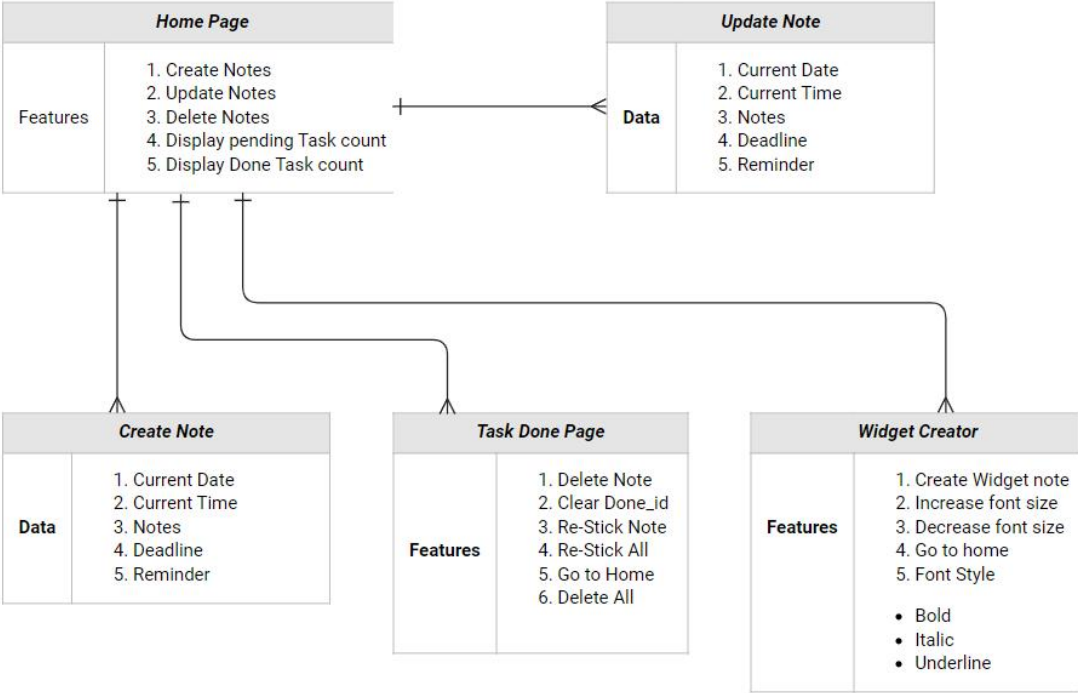 Home Page
Features
1. Create Notes
2. Update Notes
3. Delete Notes
4. Display pending Task count
5. Display Done Task count
Update Note
Data
1. Current Date
2. Current Time
3. Notes
4. Deadline
5. Reminder
Create Note
Data
1. Current Date
2. Current Time
3. Notes
4. Deadline
5. Reminder
Task Done Page
Features
1. Delete Note
2. Clear Done_id
3. Re-Stick Note
4. Re-Stick All
5. Go to Home
6. Delete All
Widget Creator
Features
1. Create Widget note
2. Increase font size
3. Decrease font size
4. Go to home
5. Font Style
• Bold
• Italic
• Underline